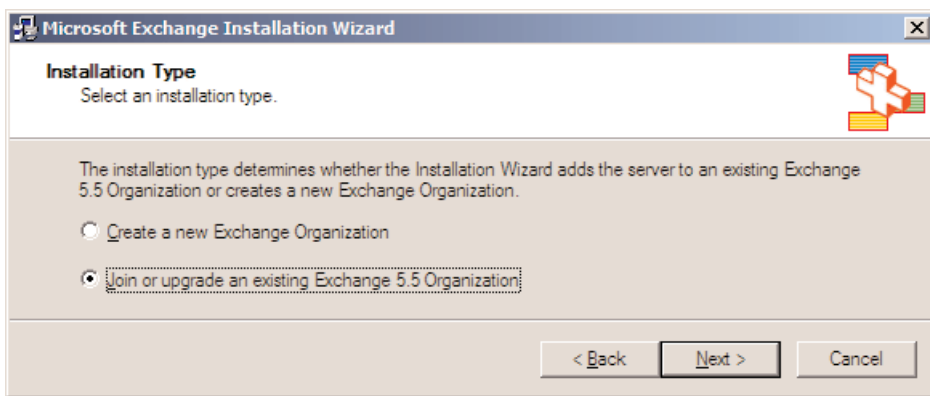 Microsoft Exchange Installation Wizard
Installation Type
Select an installation type.
The installation type determines whether the Installation Wizard adds the server to an existing Exchange
5.5 Organization or creates a new Exchange Organization.
Create a new Exchange Organization
Join or upgrade an existing Exchange 5.5 Organization
< Back Next > Cancel